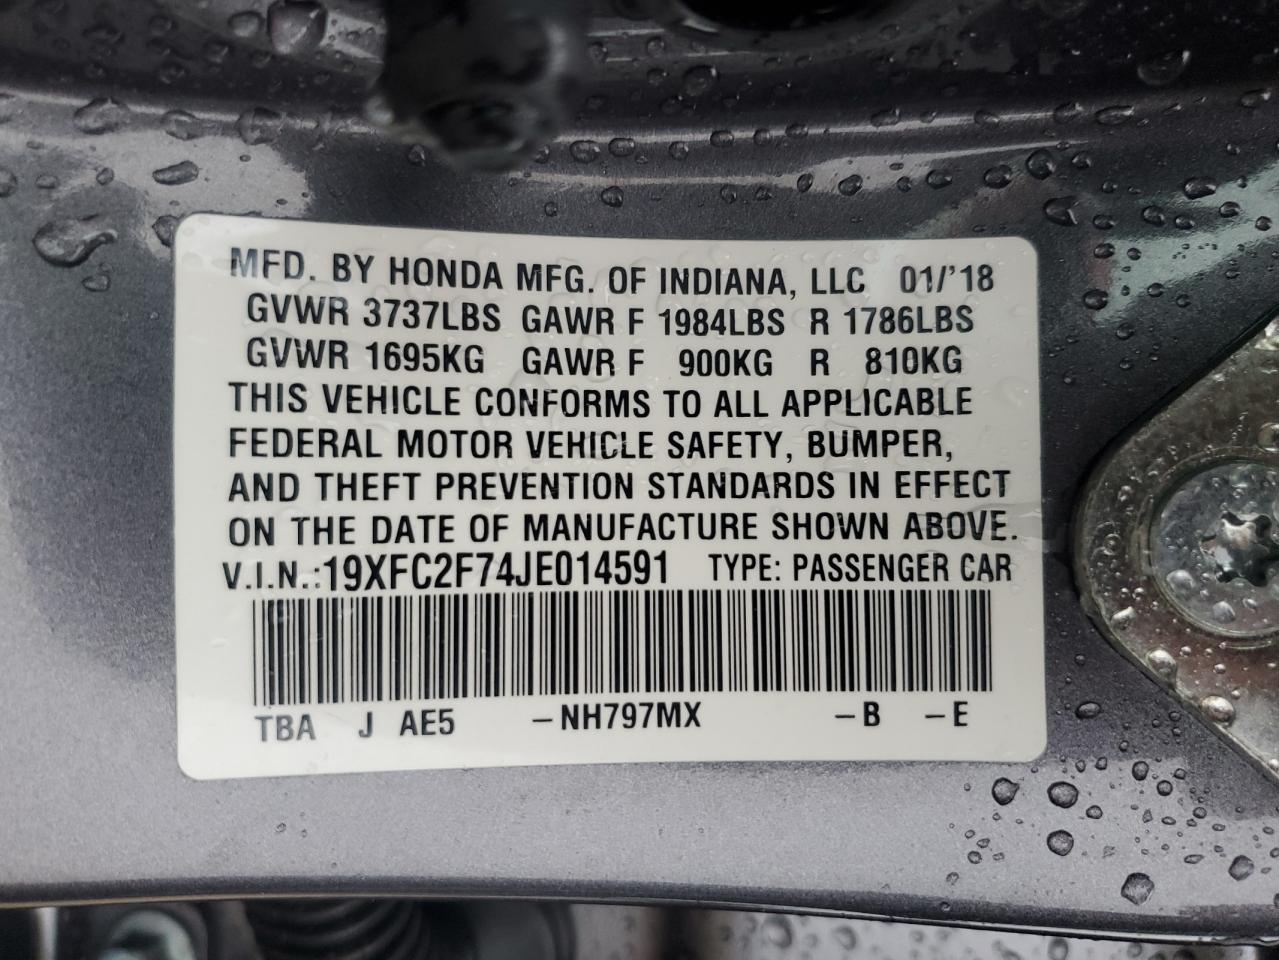 MFD. BY HONDA MFG. OF INDIANA, LLC 01/'18
GVWR 3737LBS GAWR F 1984LBS R 1786LBS
GVWR 1695KG GAWR F 900KG R 810KG
THIS VEHICLE CONFORMS TO ALL APPLICABLE
FEDERAL MOTOR VEHICLE SAFETY, BUMPER,
AND THEFT PREVENTION STANDARDS IN EFFECT
ON THE DATE OF MANUFACTURE SHOWN ABOVE.
V.I.N.:19XFC2F74JE014591 TYPE: PASSENGER CAR
TBA J AE5 -NH797MX -B -E